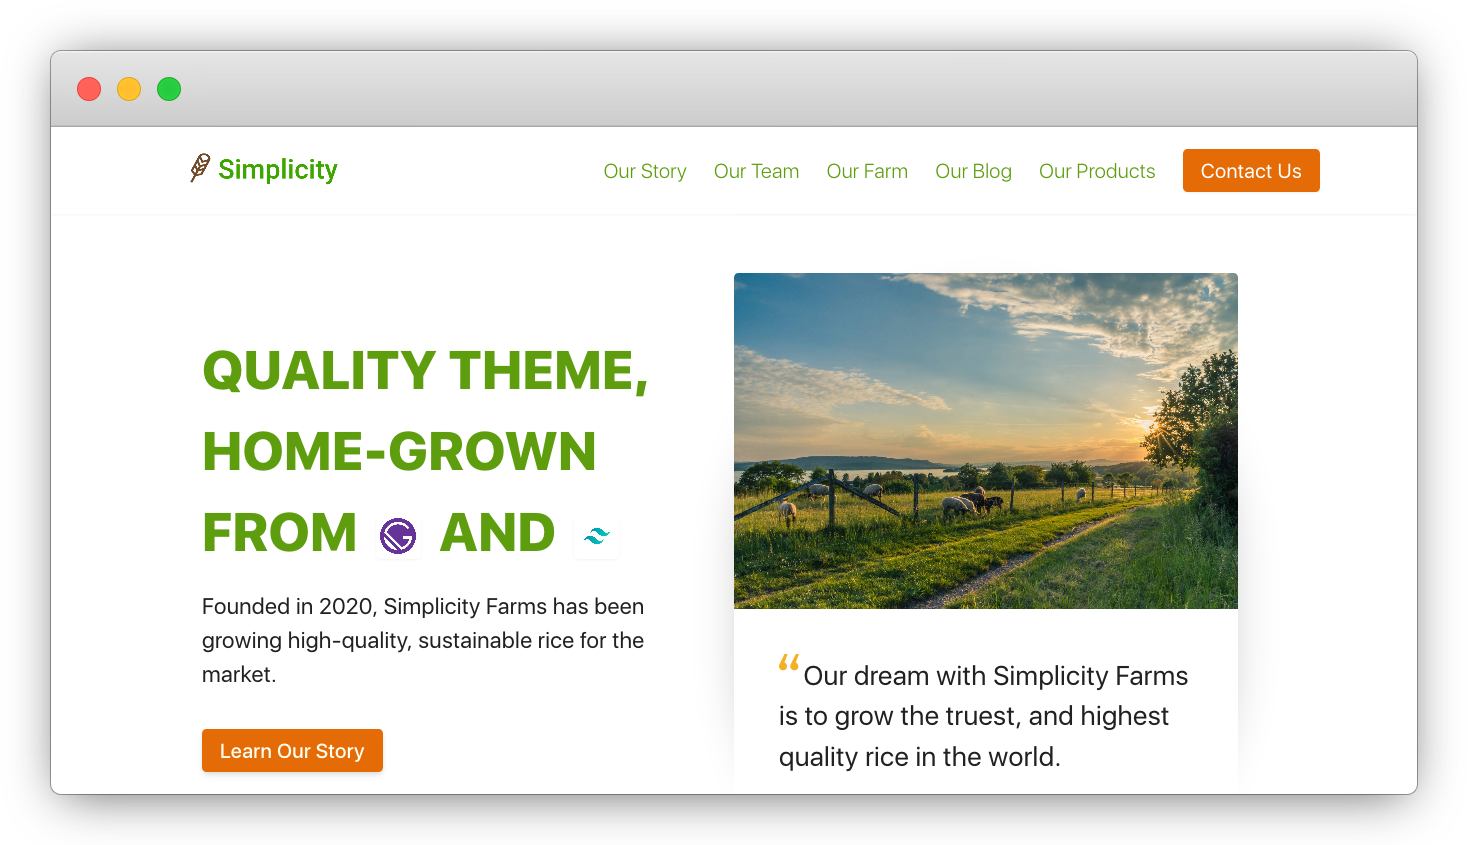 Simplicity
Our Story
Our Team
Our Farm
Our Blog
Our Products
Contact Us
QUALITY THEME,
HOME-GROWN
FROM AND
Founded in 2020, Simplicity Farms has been
growing high-quality, sustainable rice for the
market.
Learn Our Story
“Our dream with Simplicity Farms
is to grow the truest, and highest
quality rice in the world.